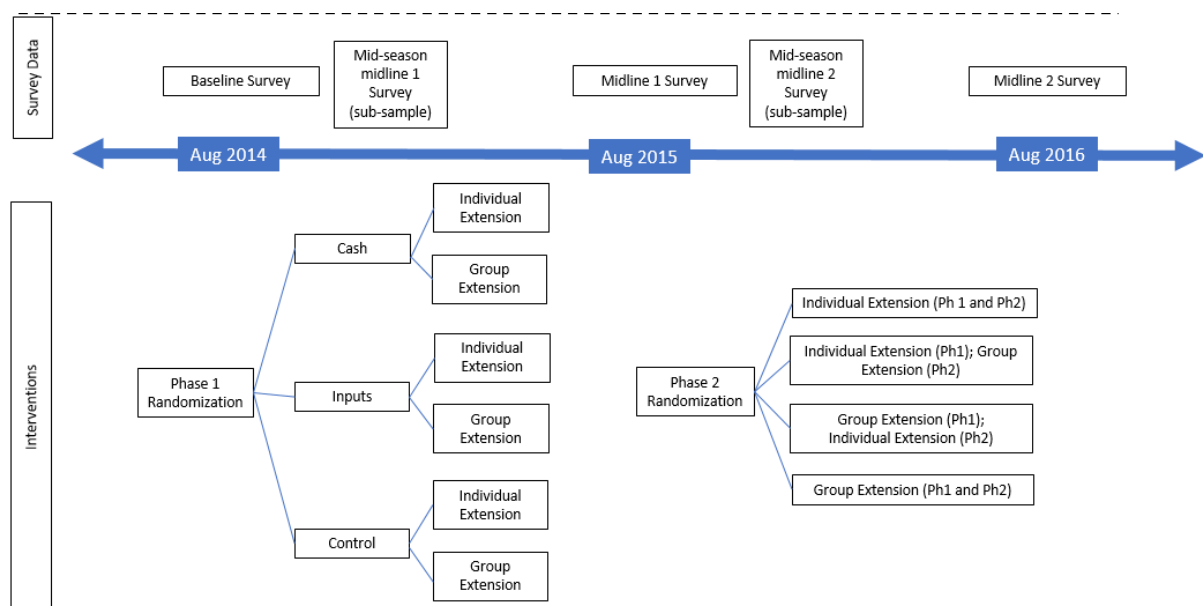 Survey Data
Baseline Survey
Mid-season
midline 1
Survey
(sub-sample)
Midline 1 Survey
Mid-season
midline 2
Survey
(sub-sample)
Midline 2 Survey
Aug 2014
Aug 2015
Aug 2016
Interventions
Phase 1
Randomization
Cash
Individual
Extension
Group
Extension
Inputs
Individual
Extension
Group
Extension
Control
Individual
Extension
Group
Extension
Phase 2
Randomization
Individual Extension (Ph 1 and Ph2)
Individual Extension (Ph1); Group
Extension (Ph2)
Group Extension (Ph1);
Individual Extension (Ph2)
Group Extension (Ph1 and Ph2)